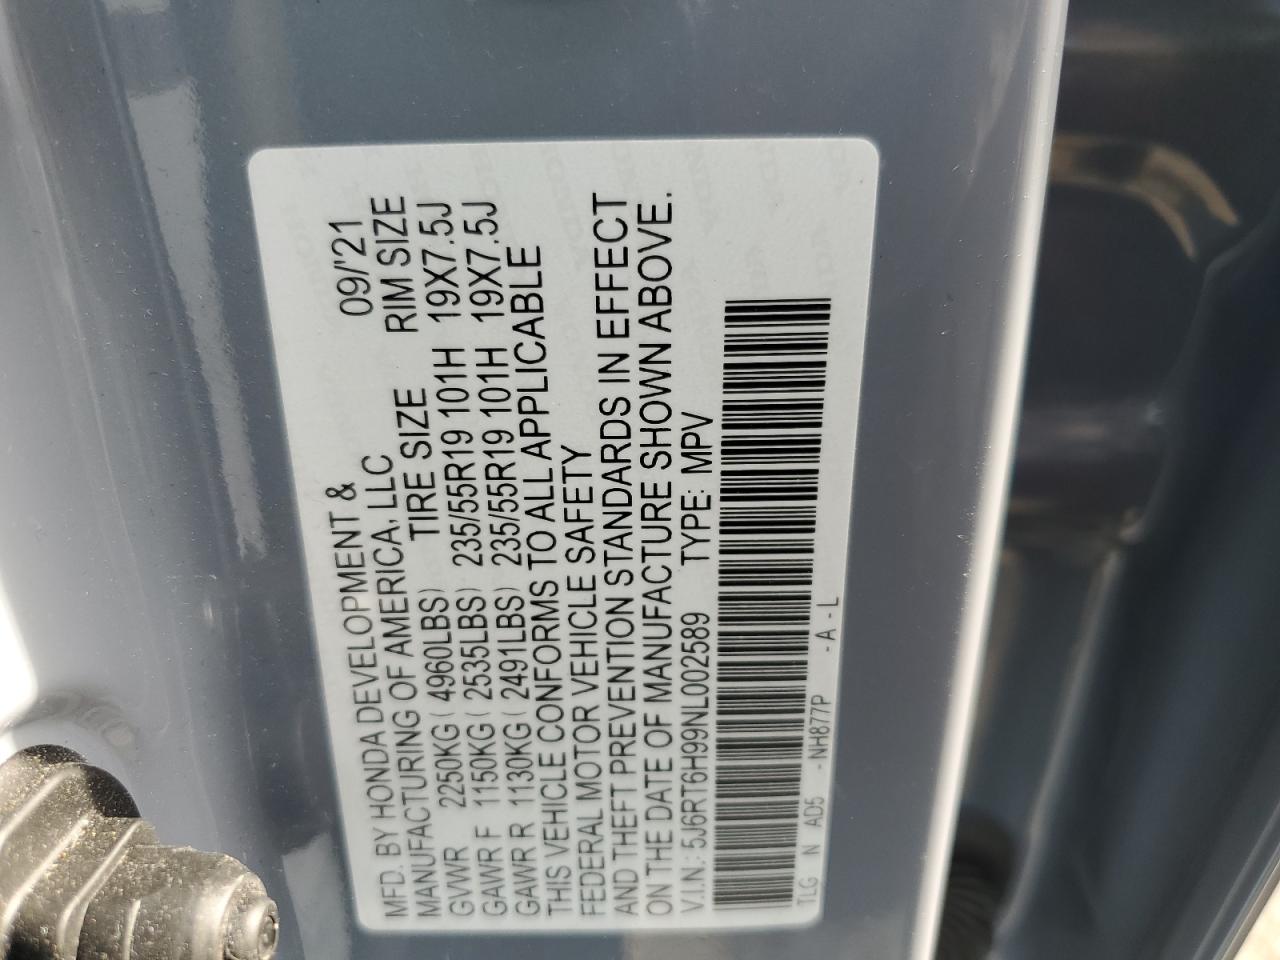 MFD. BY HONDA DEVELOPMENT & 09/'21
MANUFACTURING OF AMERICA, LLC RIM SIZE
GVWR 2250KG ( 4960LBS) TIRE SIZE
GAWR F 1150KG ( 2535LBS) 235/55R19 101H 19X7.5J
GAWR R 1130KG ( 2491LBS) 235/55R19 101H 19X7.5J
THIS VEHICLE CONFORMS TO ALL APPLICABLE
FEDERAL MOTOR VEHICLE SAFETY
AND THEFT PREVENTION STANDARDS IN EFFECT
ON THE DATE OF MANUFACTURE SHOWN ABOVE.
V.I.N.: 5J6RT6H99NL002589 TYPE: MPV
TLG N AD5 - NH877P - A - L